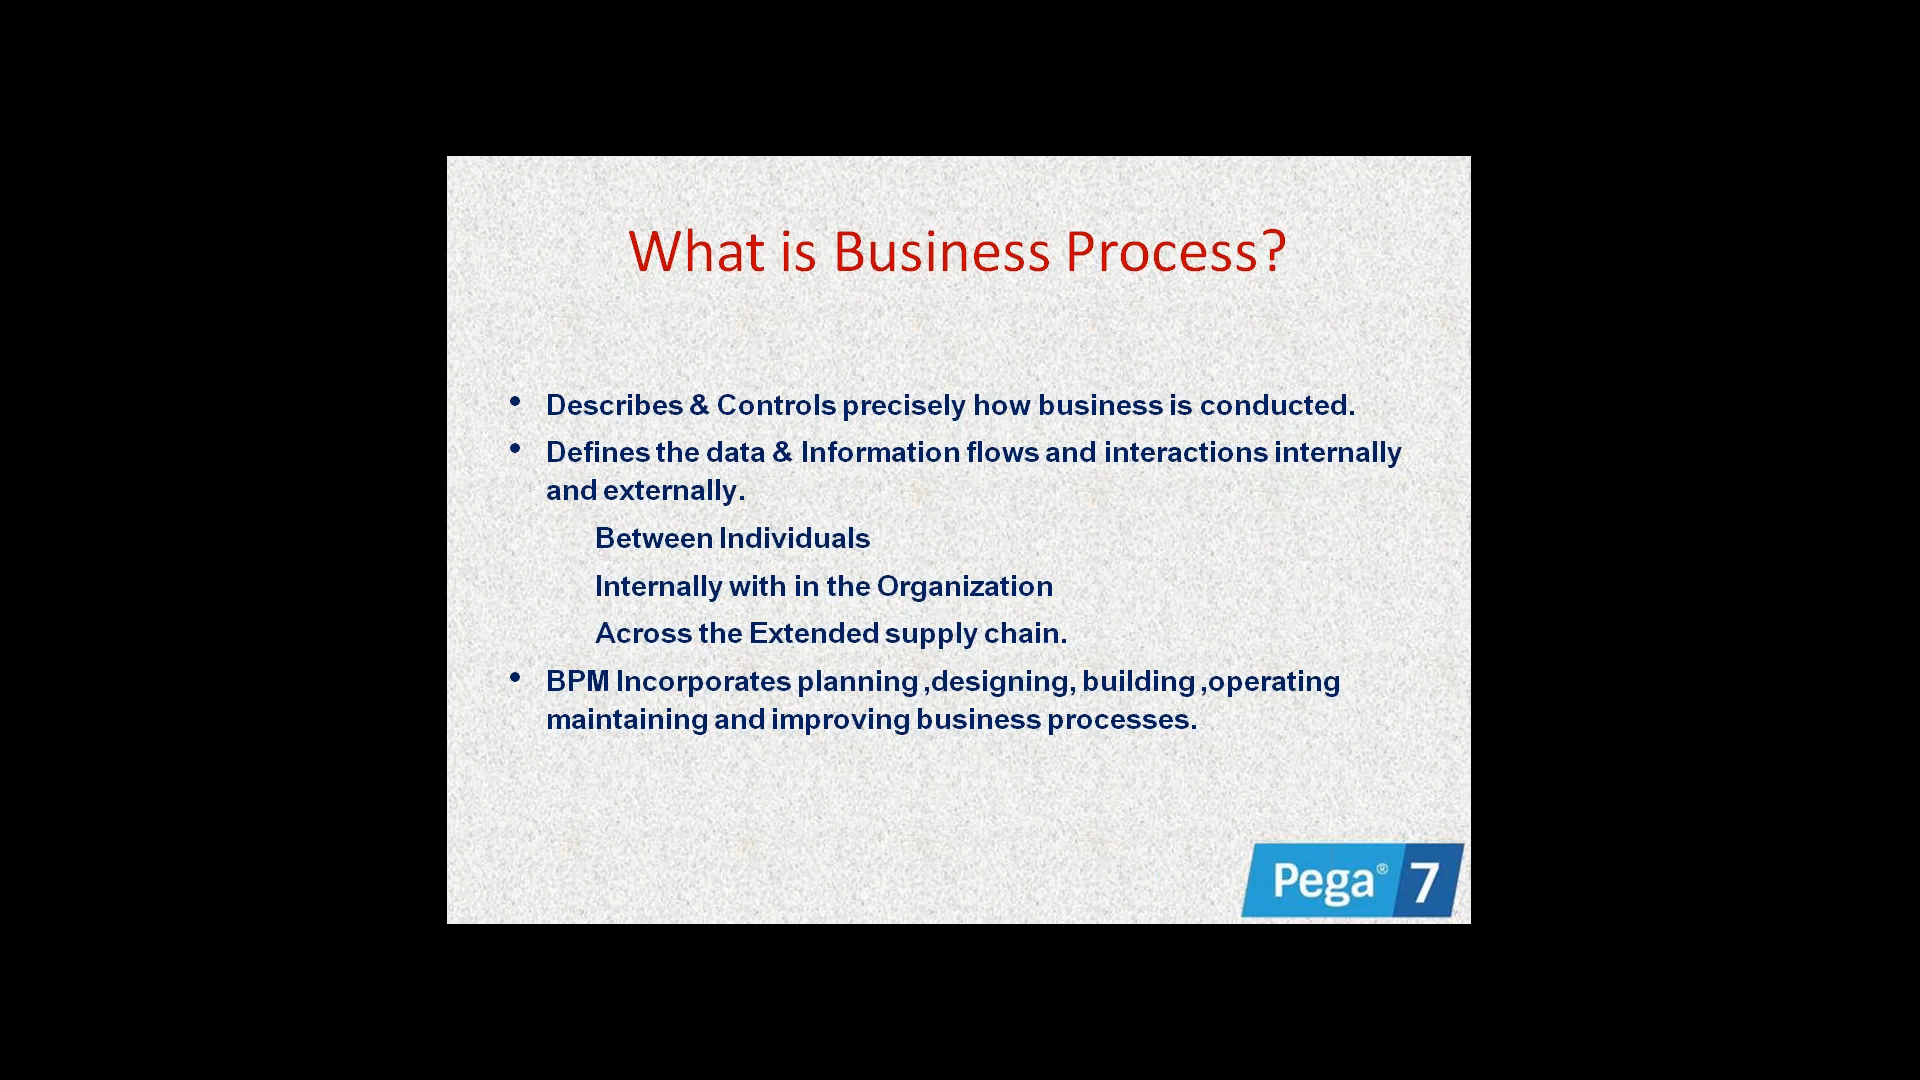 What is Business Process?
• Describes & Controls precisely how business is conducted.
• Defines the data & Information flows and interactions internally
and externally.
Between Individuals
Internally with in the Organization
Across the Extended supply chain.
• BPM Incorporates planning ,designing, building ,operating
maintaining and improving business processes.
Pega® 7